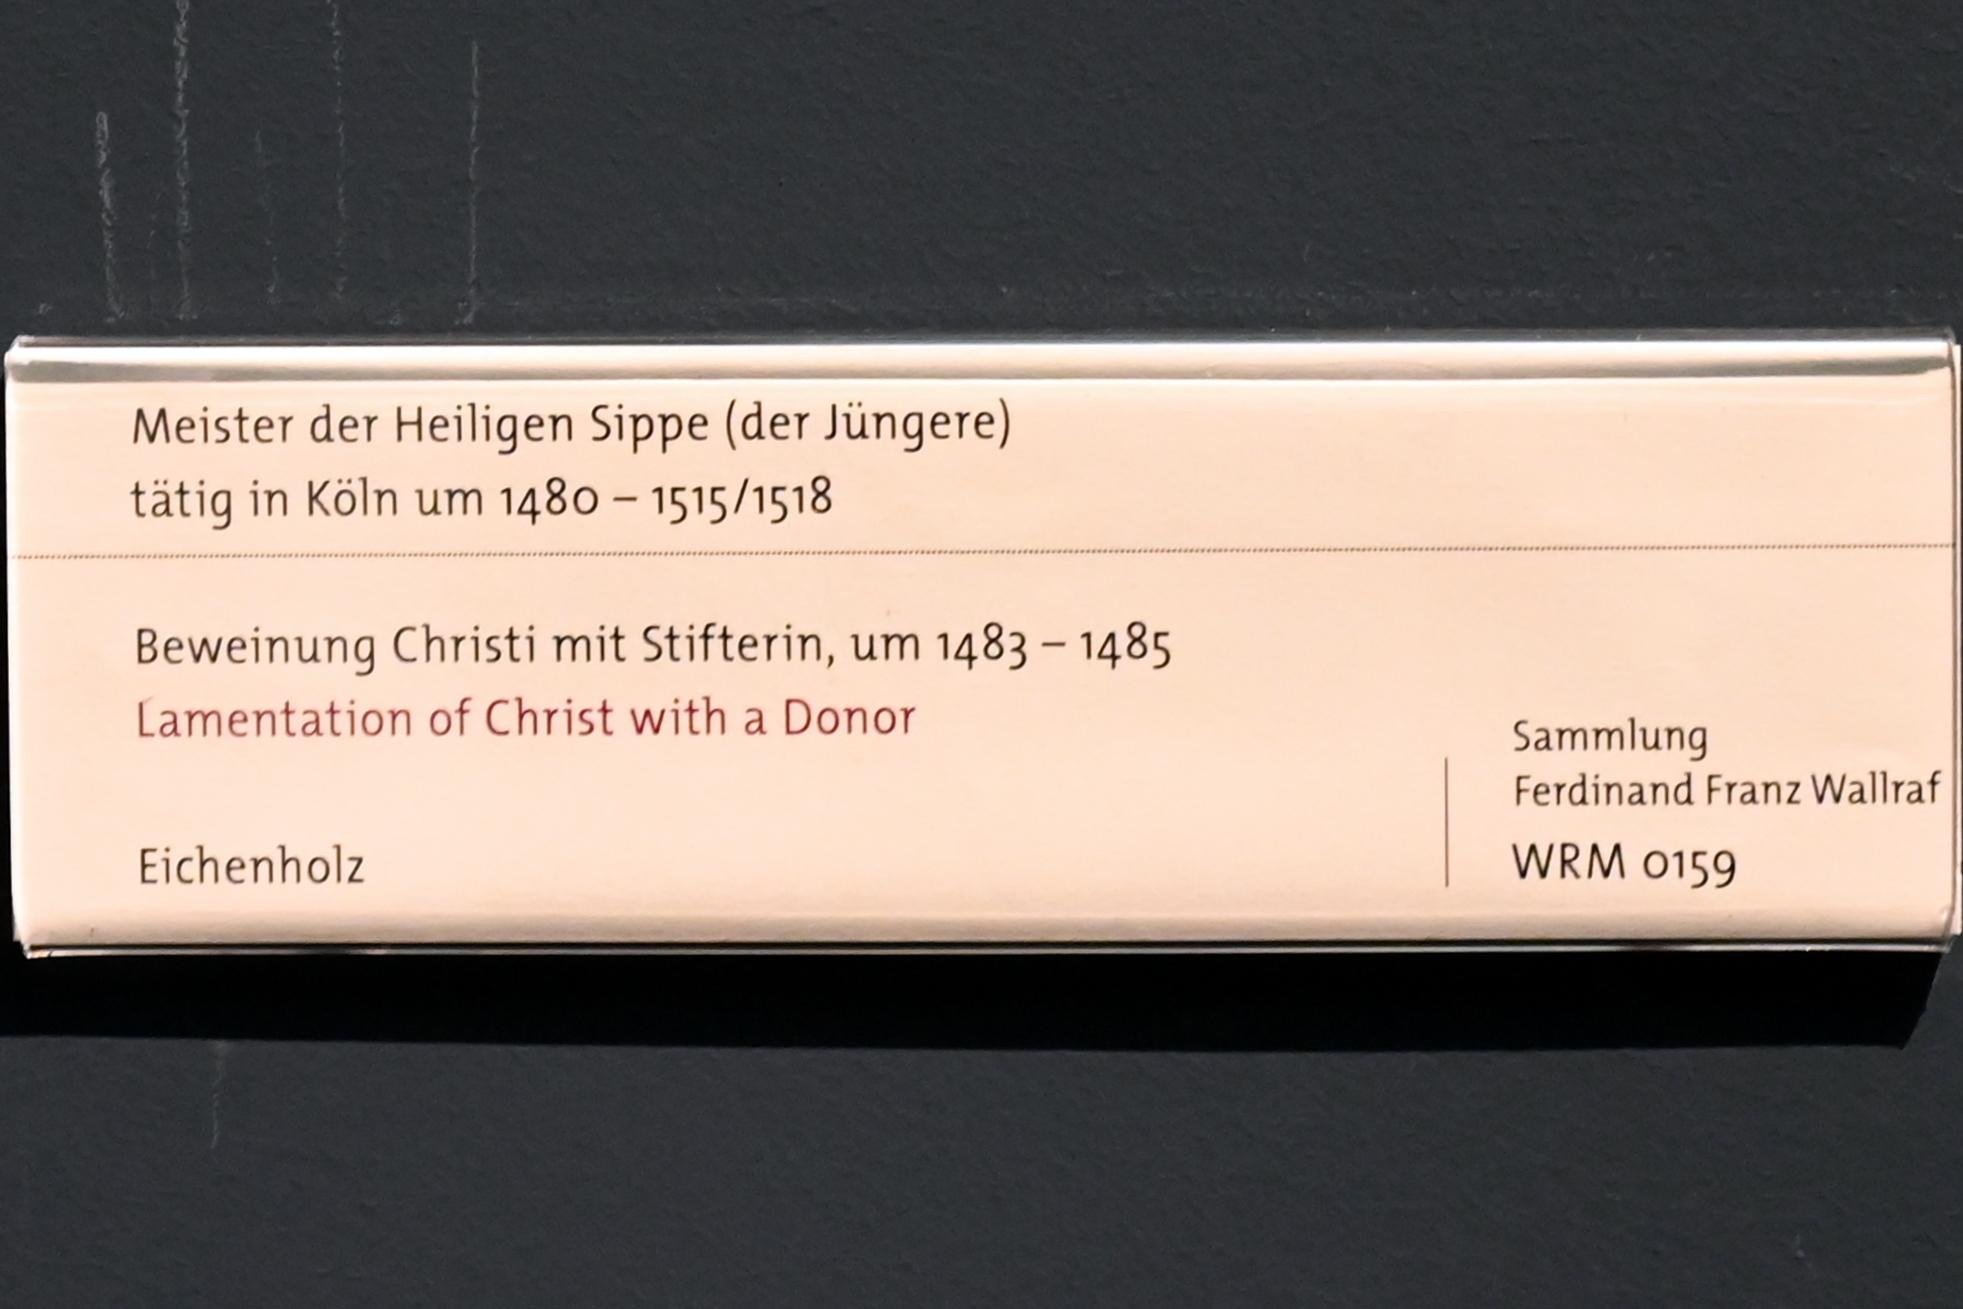 Meister der Heiligen Sippe (der Jüngere)
tätig in Köln um 1480 – 1515/1518
Beweinung Christi mit Stifterin, um 1483 – 1485
Lamentation of Christ with a Donor
Eichenholz
Sammlung
Ferdinand Franz Wallraf
WRM 0159